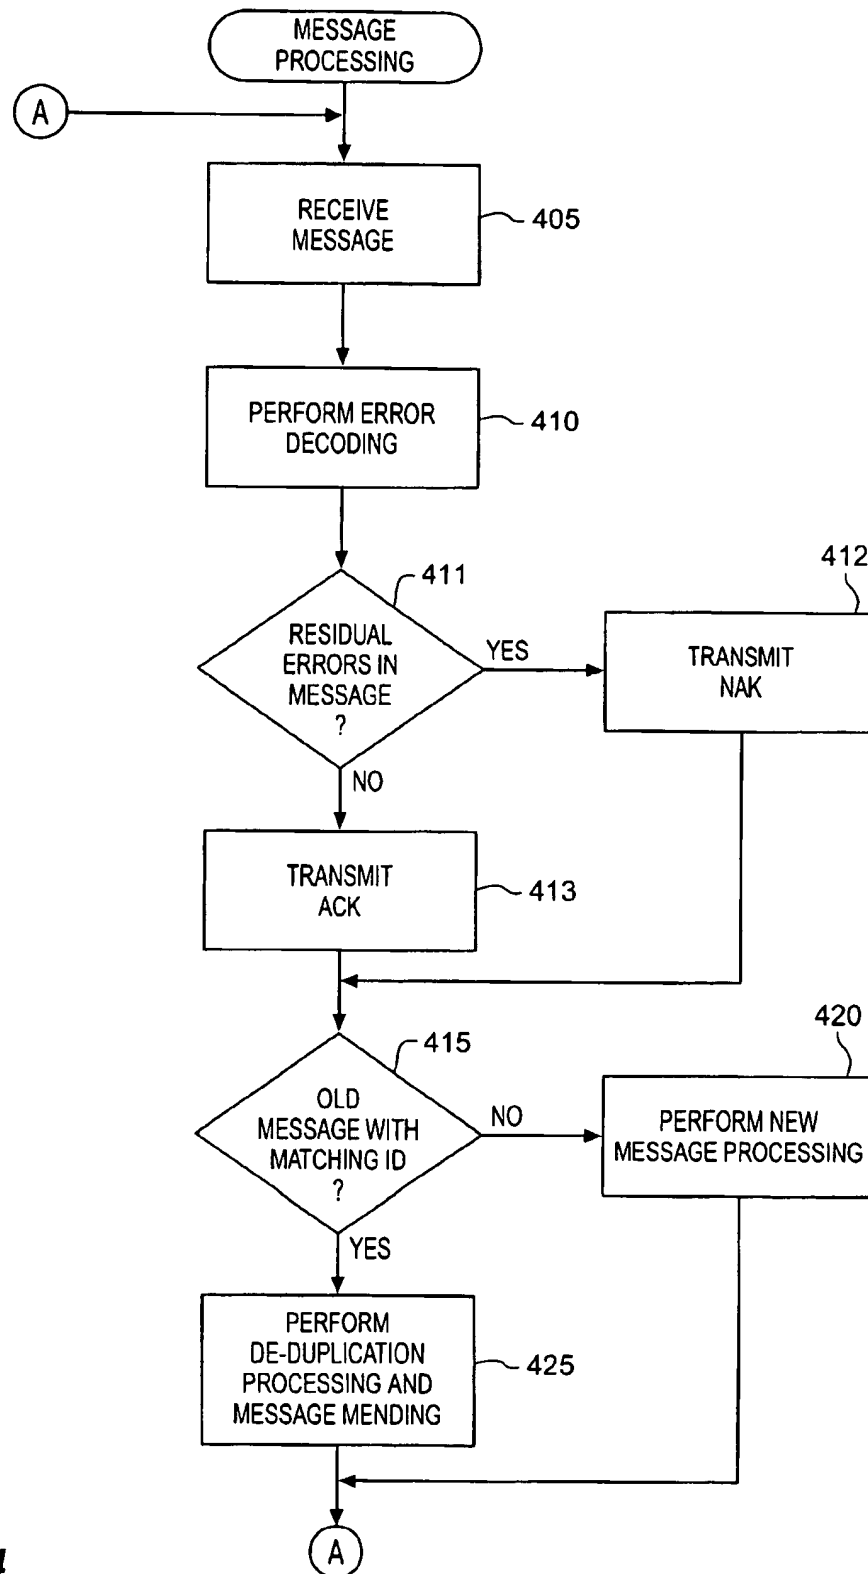 MESSAGE
PROCESSING
A
RECEIVE
MESSAGE
405
PERFORM ERROR
DECODING
410
411
412
RESIDUAL
ERRORS IN
MESSAGE
?
YES
TRANSMIT
NAK
NO
TRANSMIT
ACK
413
415
420
OLD
MESSAGE WITH
MATCHING ID
?
NO
PERFORM NEW
MESSAGE PROCESSING
YES
PERFORM
DE-DUPLICATION
PROCESSING AND
MESSAGE MENDING
425
A